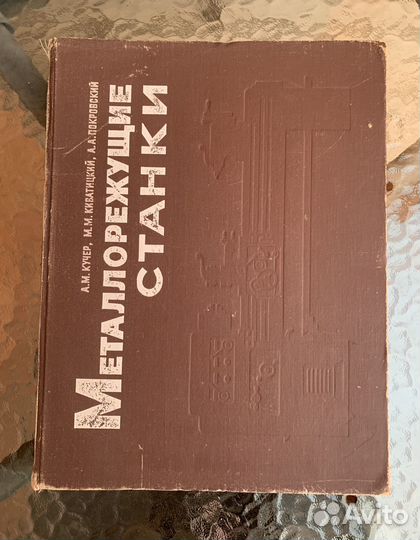 А.М. КУЧЕР, М.М. КИВАТИЦКИЙ, А.А. ПОКРОВСКИЙ
МЕТАЛЛОРЕЖУЩИЕ
СТАНКИ
Avito